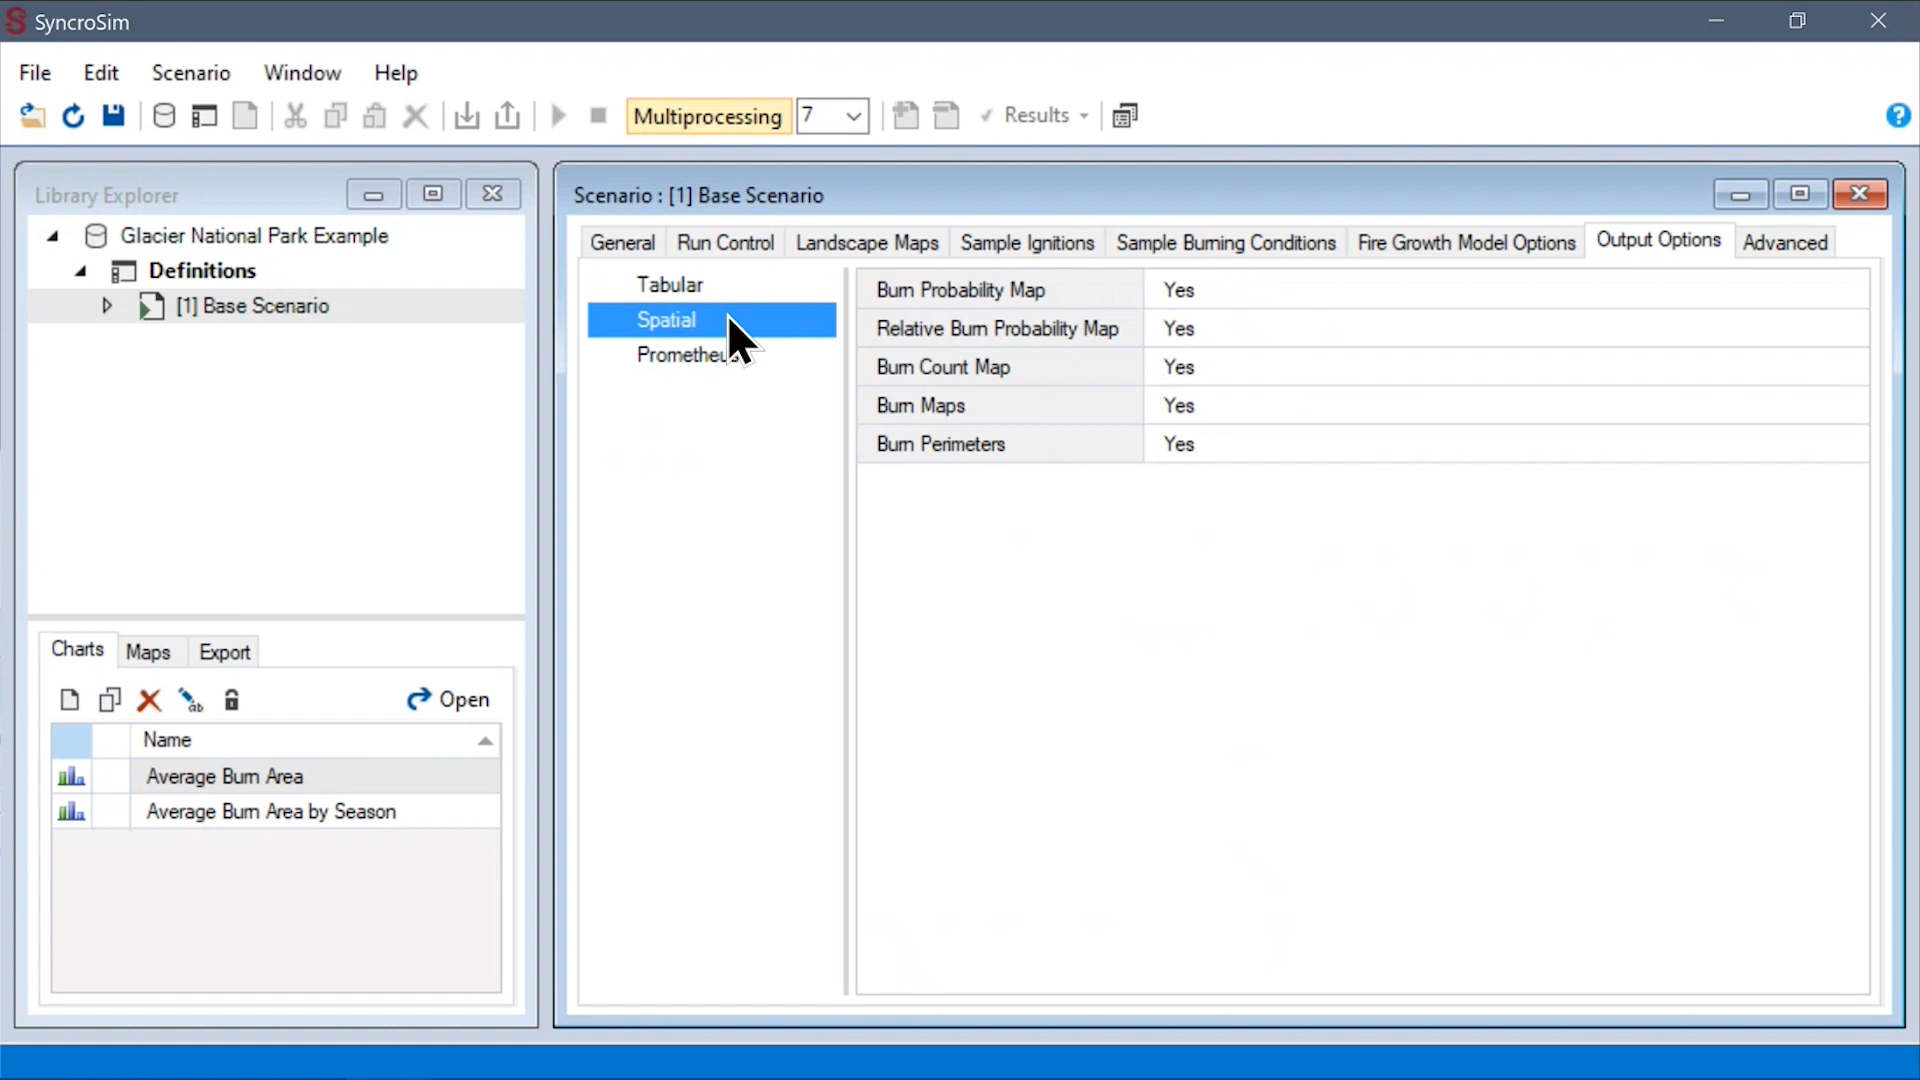 SyncroSim
File Edit Scenario Window Help
Multiprocessing 7 Results
Library Explorer
Glacier National Park Example
Definitions
[1] Base Scenario
Charts Maps Export
Open
Name
Average Burn Area
Average Burn Area by Season
Scenario : [1] Base Scenario
General Run Control Landscape Maps Sample Ignitions Sample Burning Conditions Fire Growth Model Options Output Options Advanced
Tabular
Spatial
Prometheus
Burn Probability Map Yes
Relative Burn Probability Map Yes
Burn Count Map Yes
Burn Maps Yes
Burn Perimeters Yes